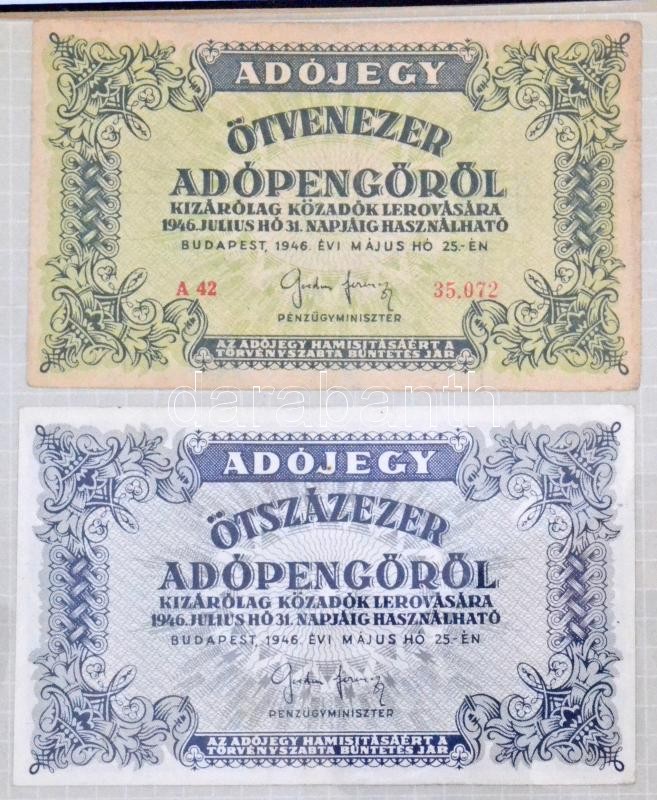 ADÓJEGY
ÖTVENEZER
ADÓPENGŐRŐL
KIZÁRÓLAG KÖZADÓK LEROVÁSÁRA
1946. JULIUS HÓ 31. NAPJÁIG HASZNÁLHATÓ
BUDAPEST, 1946. ÉVI MÁJUS HÓ 25.-ÉN
A 42 35.072
PÉNZÜGYMINISZTER
AZ ADÓJEGY HAMISÍTÁSÁÉRT A
TÖRVÉNYSZABTA BÜNTETÉS JÁR
darabanth
ADÓJEGY
ÖTSZÁZEZER
ADÓPENGŐRŐL
KIZÁRÓLAG KÖZADÓK LEROVÁSÁRA
1946. JULIUS HÓ 31. NAPJÁIG HASZNÁLHATÓ
BUDAPEST, 1946. ÉVI MÁJUS HÓ 25.-ÉN
PÉNZÜGYMINISZTER
AZ ADÓJEGY HAMISÍTÁSÁÉRT A
TÖRVÉNYSZABTA BÜNTETÉS JÁR